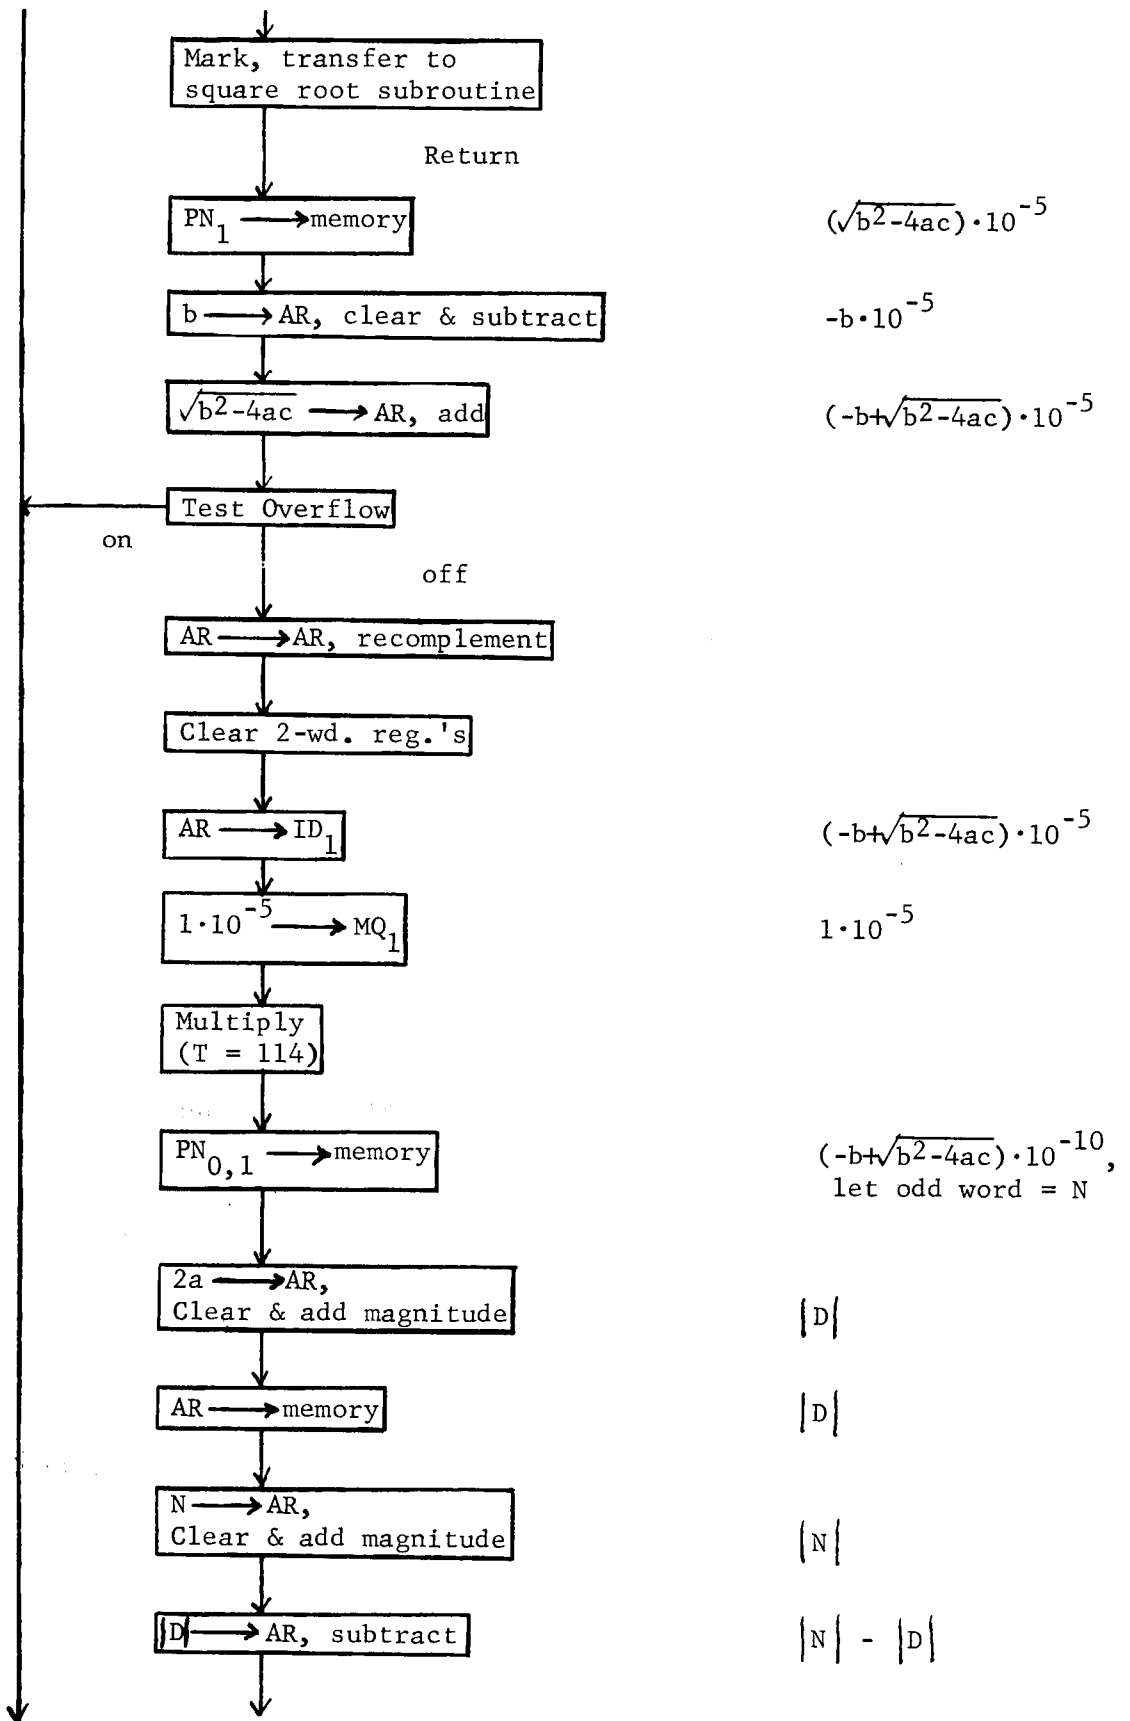 Mark, transfer to
square root subroutine
Return
PN₁ ⟶ memory
(√b²-4ac)·10⁻⁵
b ⟶ AR, clear & subtract
-b·10⁻⁵
√b²-4ac ⟶ AR, add
(-b+√b²-4ac)·10⁻⁵
Test Overflow
on
off
AR ⟶ AR, recomplement
Clear 2-wd. reg.'s
AR ⟶ ID₁
(-b+√b²-4ac)·10⁻⁵
1·10⁻⁵ ⟶ MQ₁
1·10⁻⁵
Multiply
(T = 114)
PN₀,₁ ⟶ memory
(-b+√b²-4ac)·10⁻¹⁰,
let odd word = N
2a ⟶ AR,
Clear & add magnitude
|D|
AR ⟶ memory
|D|
N ⟶ AR,
Clear & add magnitude
|N|
|D| ⟶ AR, subtract
|N| - |D|